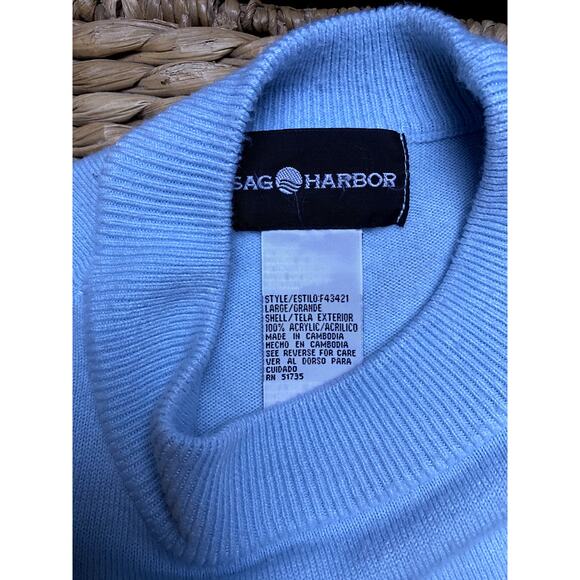 SAG HARBOR
STYLE/ESTILO:F43421
LARGE/GRANDE
SHELL/TELA EXTERIOR
100% ACRYLIC/ACRILICO
MADE IN CAMBODIA
HECHO EN CAMBODIA
SEE REVERSE FOR CARE
VER AL DORSO PARA
CUIDADO
RN 51735